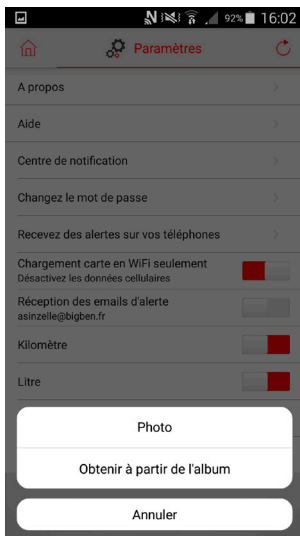 92% 16:02
Paramètres
A propos
Aide
Centre de notification
Changez le mot de passe
Recevez des alertes sur vos téléphones
Chargement carte en WiFi seulement
Désactivez les données cellulaires
Réception des emails d'alerte
asinzelle@bigben.fr
Kilomètre
Litre
Photo
Obtenir à partir de l'album
Annuler